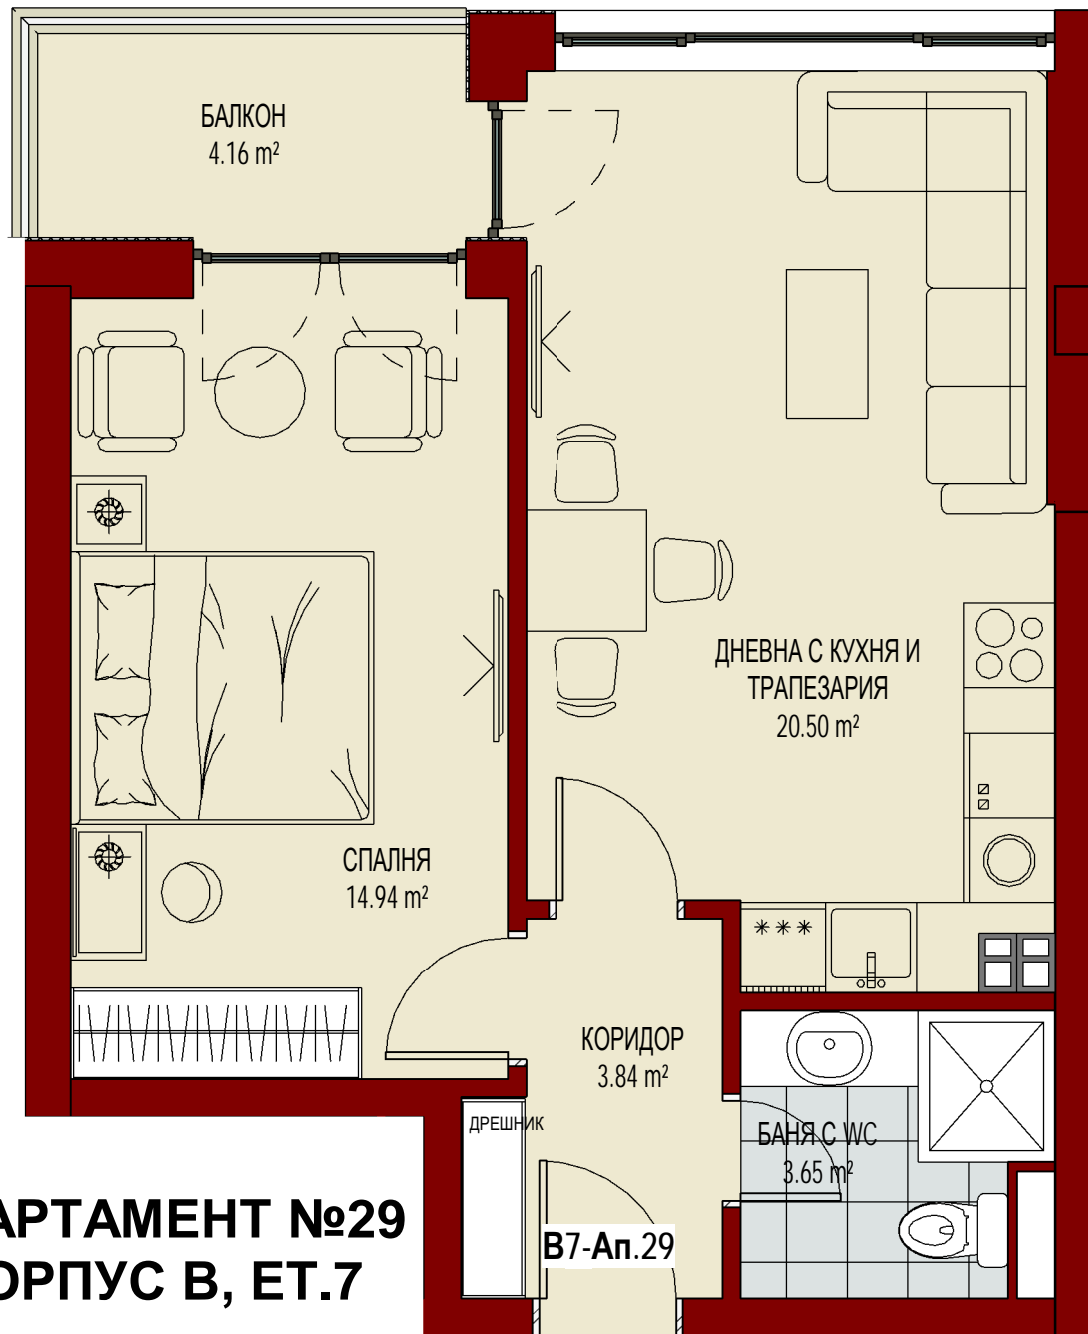 БАЛКОН
4.16 m²
ДНЕВНА С КУХНЯ И
ТРАПЕЗАРИЯ
20.50 m²
СПАЛНЯ
14.94 m²
КОРИДОР
3.84 m²
ДРЕШНИК
БАНЯ С WC
3.65 m²
В7-Ап.29
АРТАМЕНТ №29
ОРПУС В, ЕТ.7